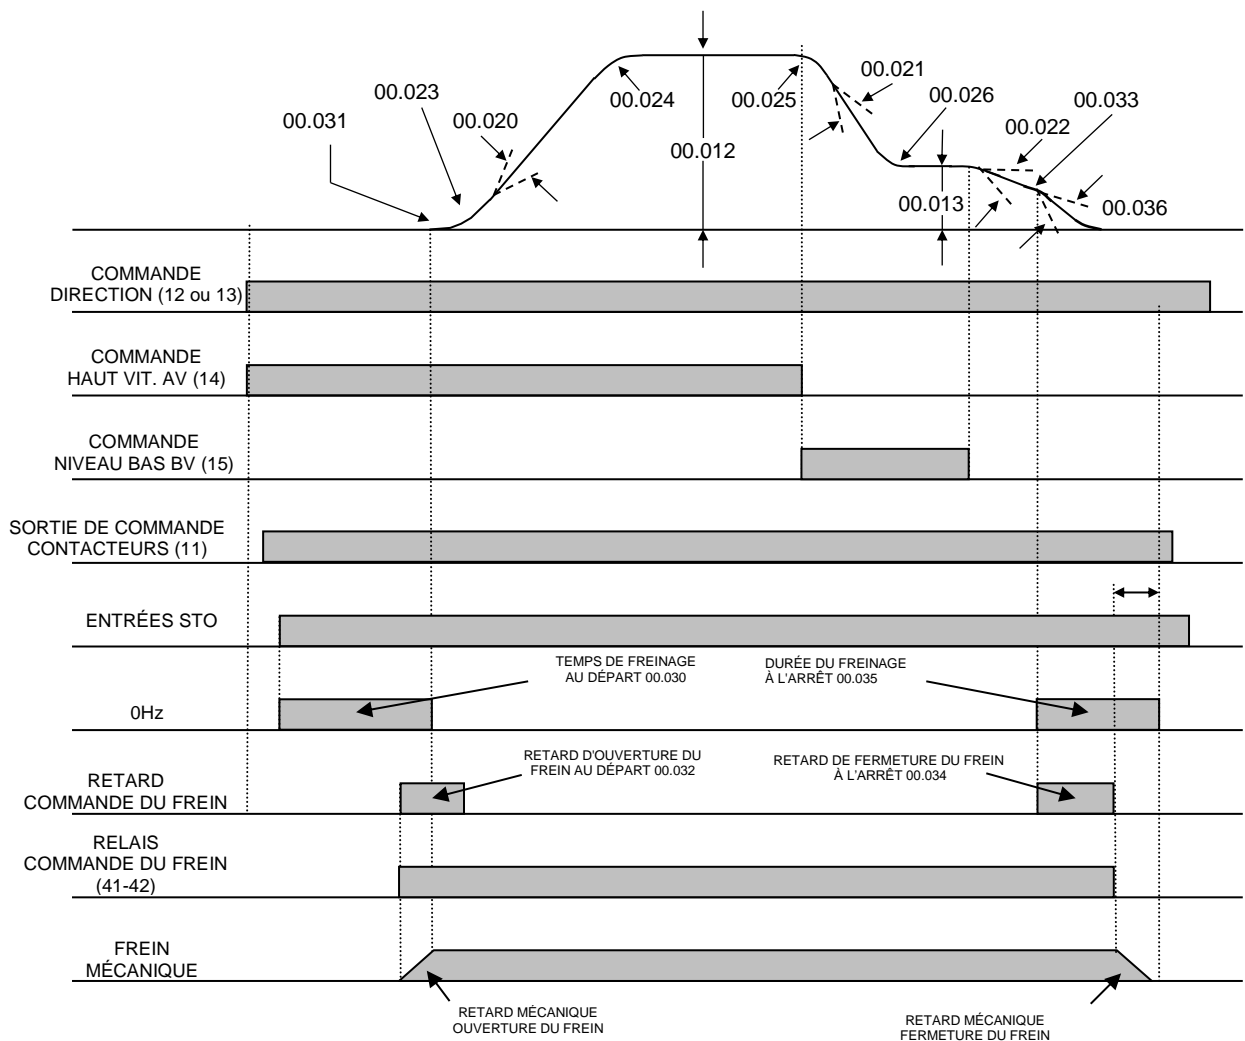 00.021
00.023
00.024
00.025
00.026
00.033
00.031
00.020
00.022
00.012
00.013
00.036
COMMANDE
DIRECTION (12 ou 13)
COMMANDE
HAUT VIT. AV (14)
COMMANDE
NIVEAU BAS BV (15)
SORTIE DE COMMANDE
CONTACTEURS (11)
ENTRÉES STO
TEMPS DE FREINAGE
AU DÉPART 00.030
DURÉE DU FREINAGE
À L'ARRÊT 00.035
0Hz
RETARD D'OUVERTURE DU
FREIN AU DÉPART 00.032
RETARD DE FERMETURE DU FREIN
À L'ARRÊT 00.034
RETARD
COMMANDE DU FREIN
RELAIS
COMMANDE DU FREIN
(41-42)
FREIN
MÉCANIQUE
RETARD MÉCANIQUE
OUVERTURE DU FREIN
RETARD MÉCANIQUE
FERMETURE DU FREIN